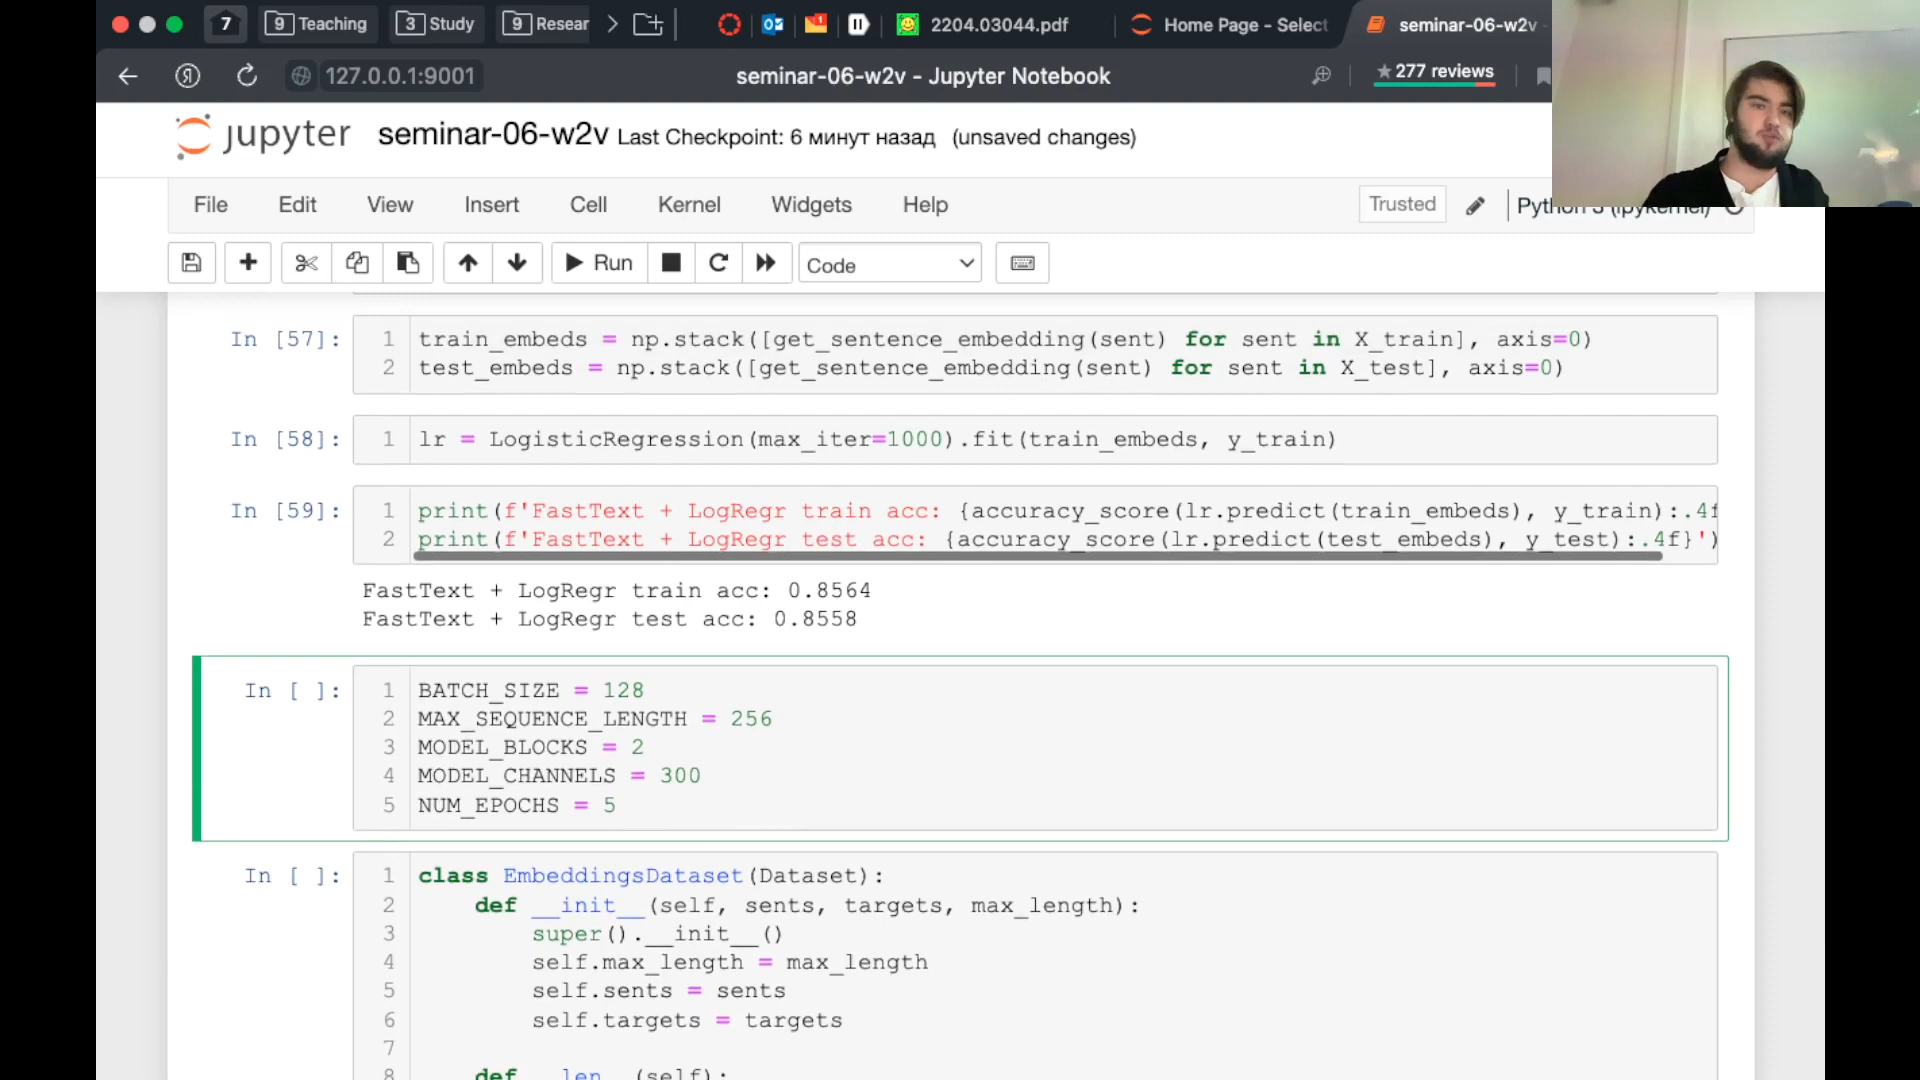 7
9 Teaching
3 Study
9 Resear
2204.03044.pdf
Home Page - Select
seminar-06-w2v -
127.0.0.1:9001
seminar-06-w2v - Jupyter Notebook
★277 reviews
jupyter seminar-06-w2v Last Checkpoint: 6 минут назад (unsaved changes)
File Edit View Insert Cell Kernel Widgets Help
Trusted
Python 3 (ipykernel)
Run
Code
In [57]:
1 train_embeds = np.stack([get_sentence_embedding(sent) for sent in X_train], axis=0)
2 test_embeds = np.stack([get_sentence_embedding(sent) for sent in X_test], axis=0)
In [58]:
1 lr = LogisticRegression(max_iter=1000).fit(train_embeds, y_train)
In [59]:
1 print(f'FastText + LogRegr train acc: {accuracy_score(lr.predict(train_embeds), y_train):.4f
2 print(f'FastText + LogRegr test acc: {accuracy_score(lr.predict(test_embeds), y_test):.4f}')
FastText + LogRegr train acc: 0.8564
FastText + LogRegr test acc: 0.8558
In [ ]:
1 BATCH_SIZE = 128
2 MAX_SEQUENCE_LENGTH = 256
3 MODEL_BLOCKS = 2
4 MODEL_CHANNELS = 300
5 NUM_EPOCHS = 5
In [ ]:
1 class EmbeddingsDataset(Dataset):
2 def __init__(self, sents, targets, max_length):
3 super().__init__()
4 self.max_length = max_length
5 self.sents = sents
6 self.targets = targets
7
8 def __len__(self):